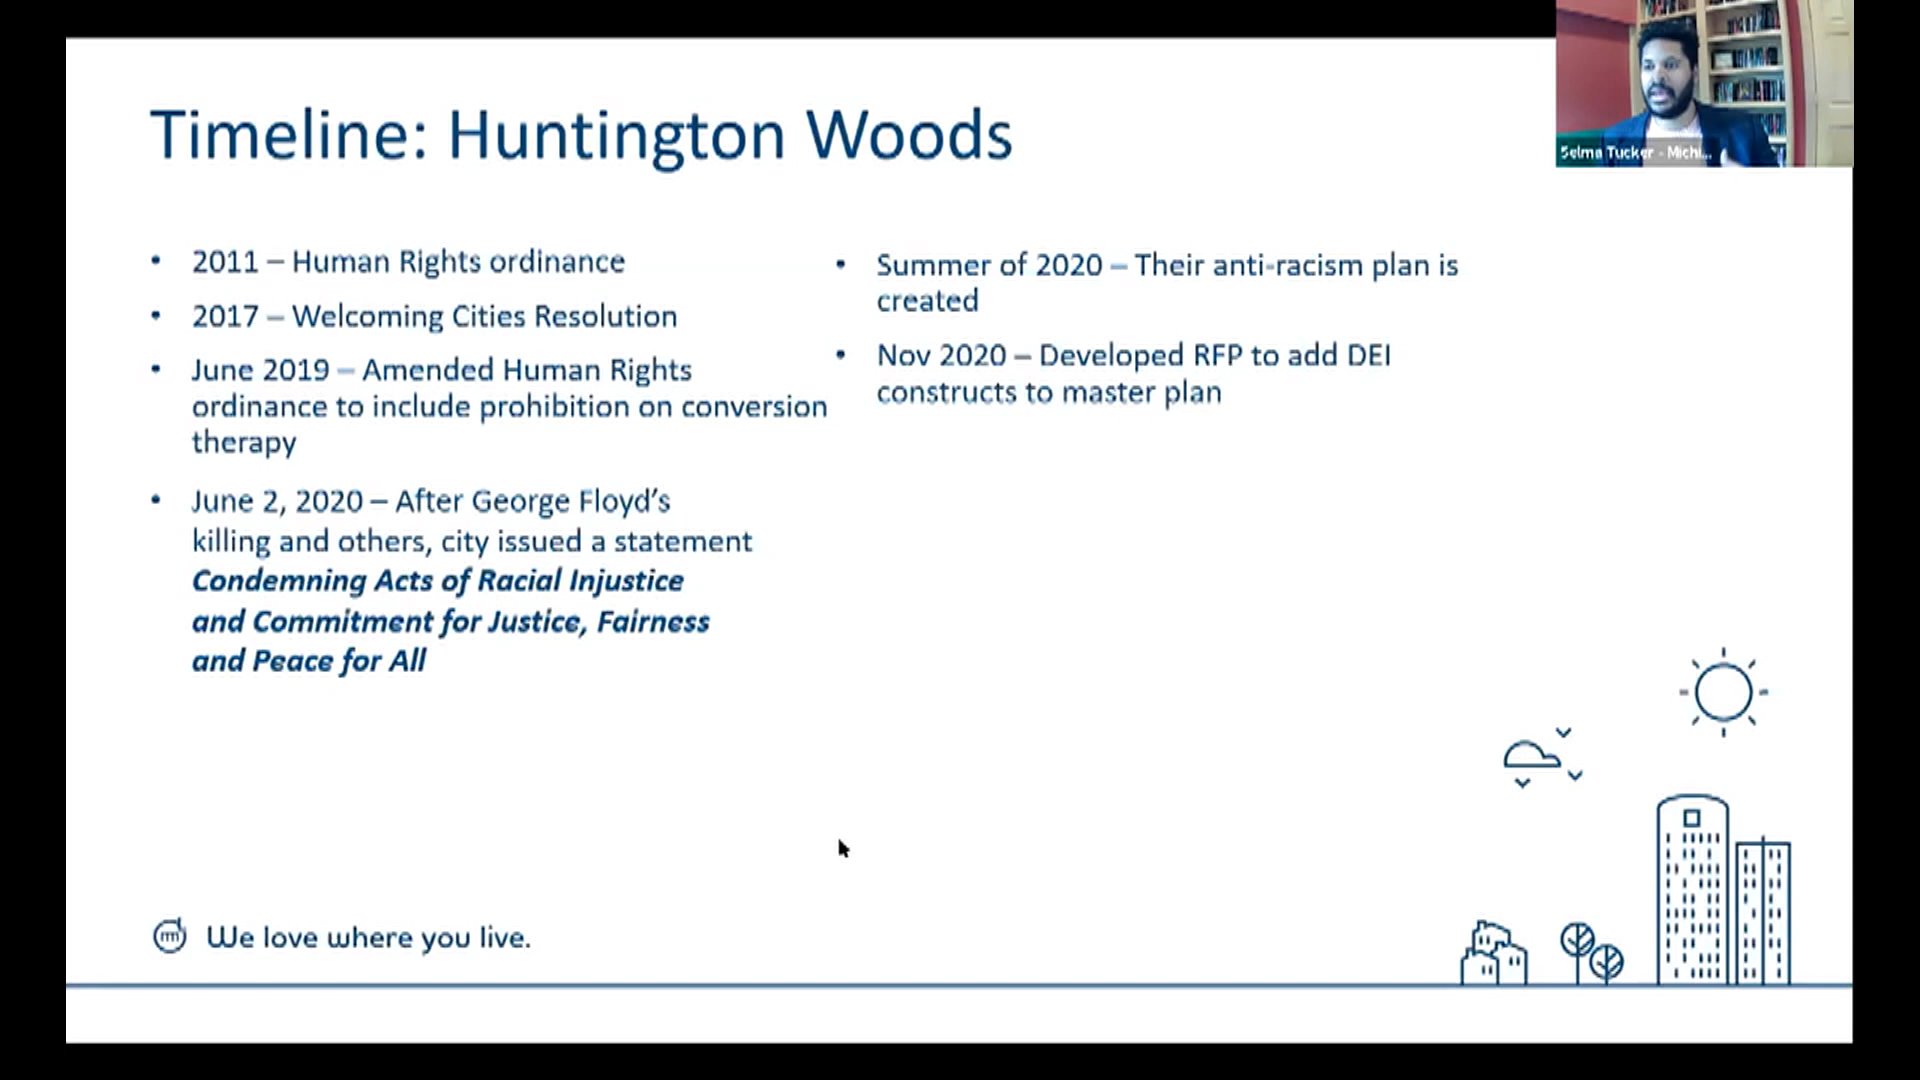 Timeline: Huntington Woods
• 2011 – Human Rights ordinance
• 2017 – Welcoming Cities Resolution
• June 2019 – Amended Human Rights
ordinance to include prohibition on conversion
therapy
• June 2, 2020 – After George Floyd’s
killing and others, city issued a statement
Condemning Acts of Racial Injustice
and Commitment for Justice, Fairness
and Peace for All
• Summer of 2020 – Their anti-racism plan is
created
• Nov 2020 – Developed RFP to add DEI
constructs to master plan
We love where you live.
Selma Tucker - Michi...